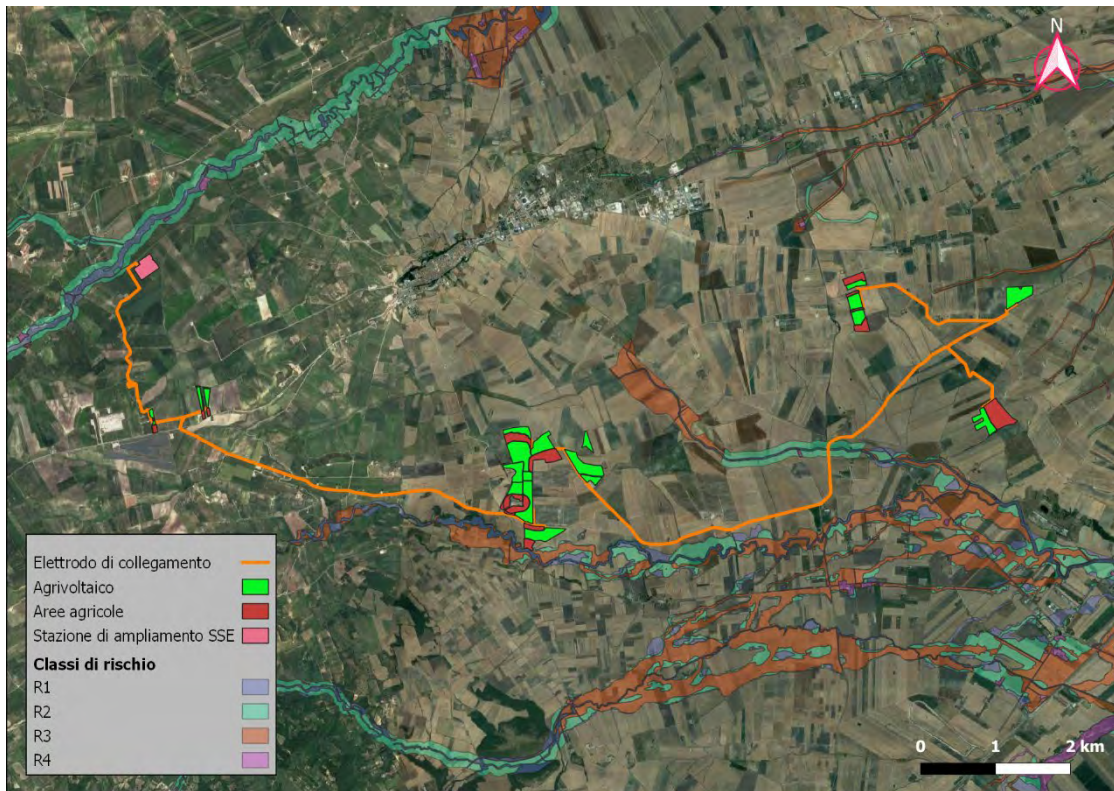 N
Elettrodo di collegamento
Agrivoltaico
Aree agricole
Stazione di ampliamento SSE
Classi di rischio
R1
R2
R3
R4
0 1 2 km